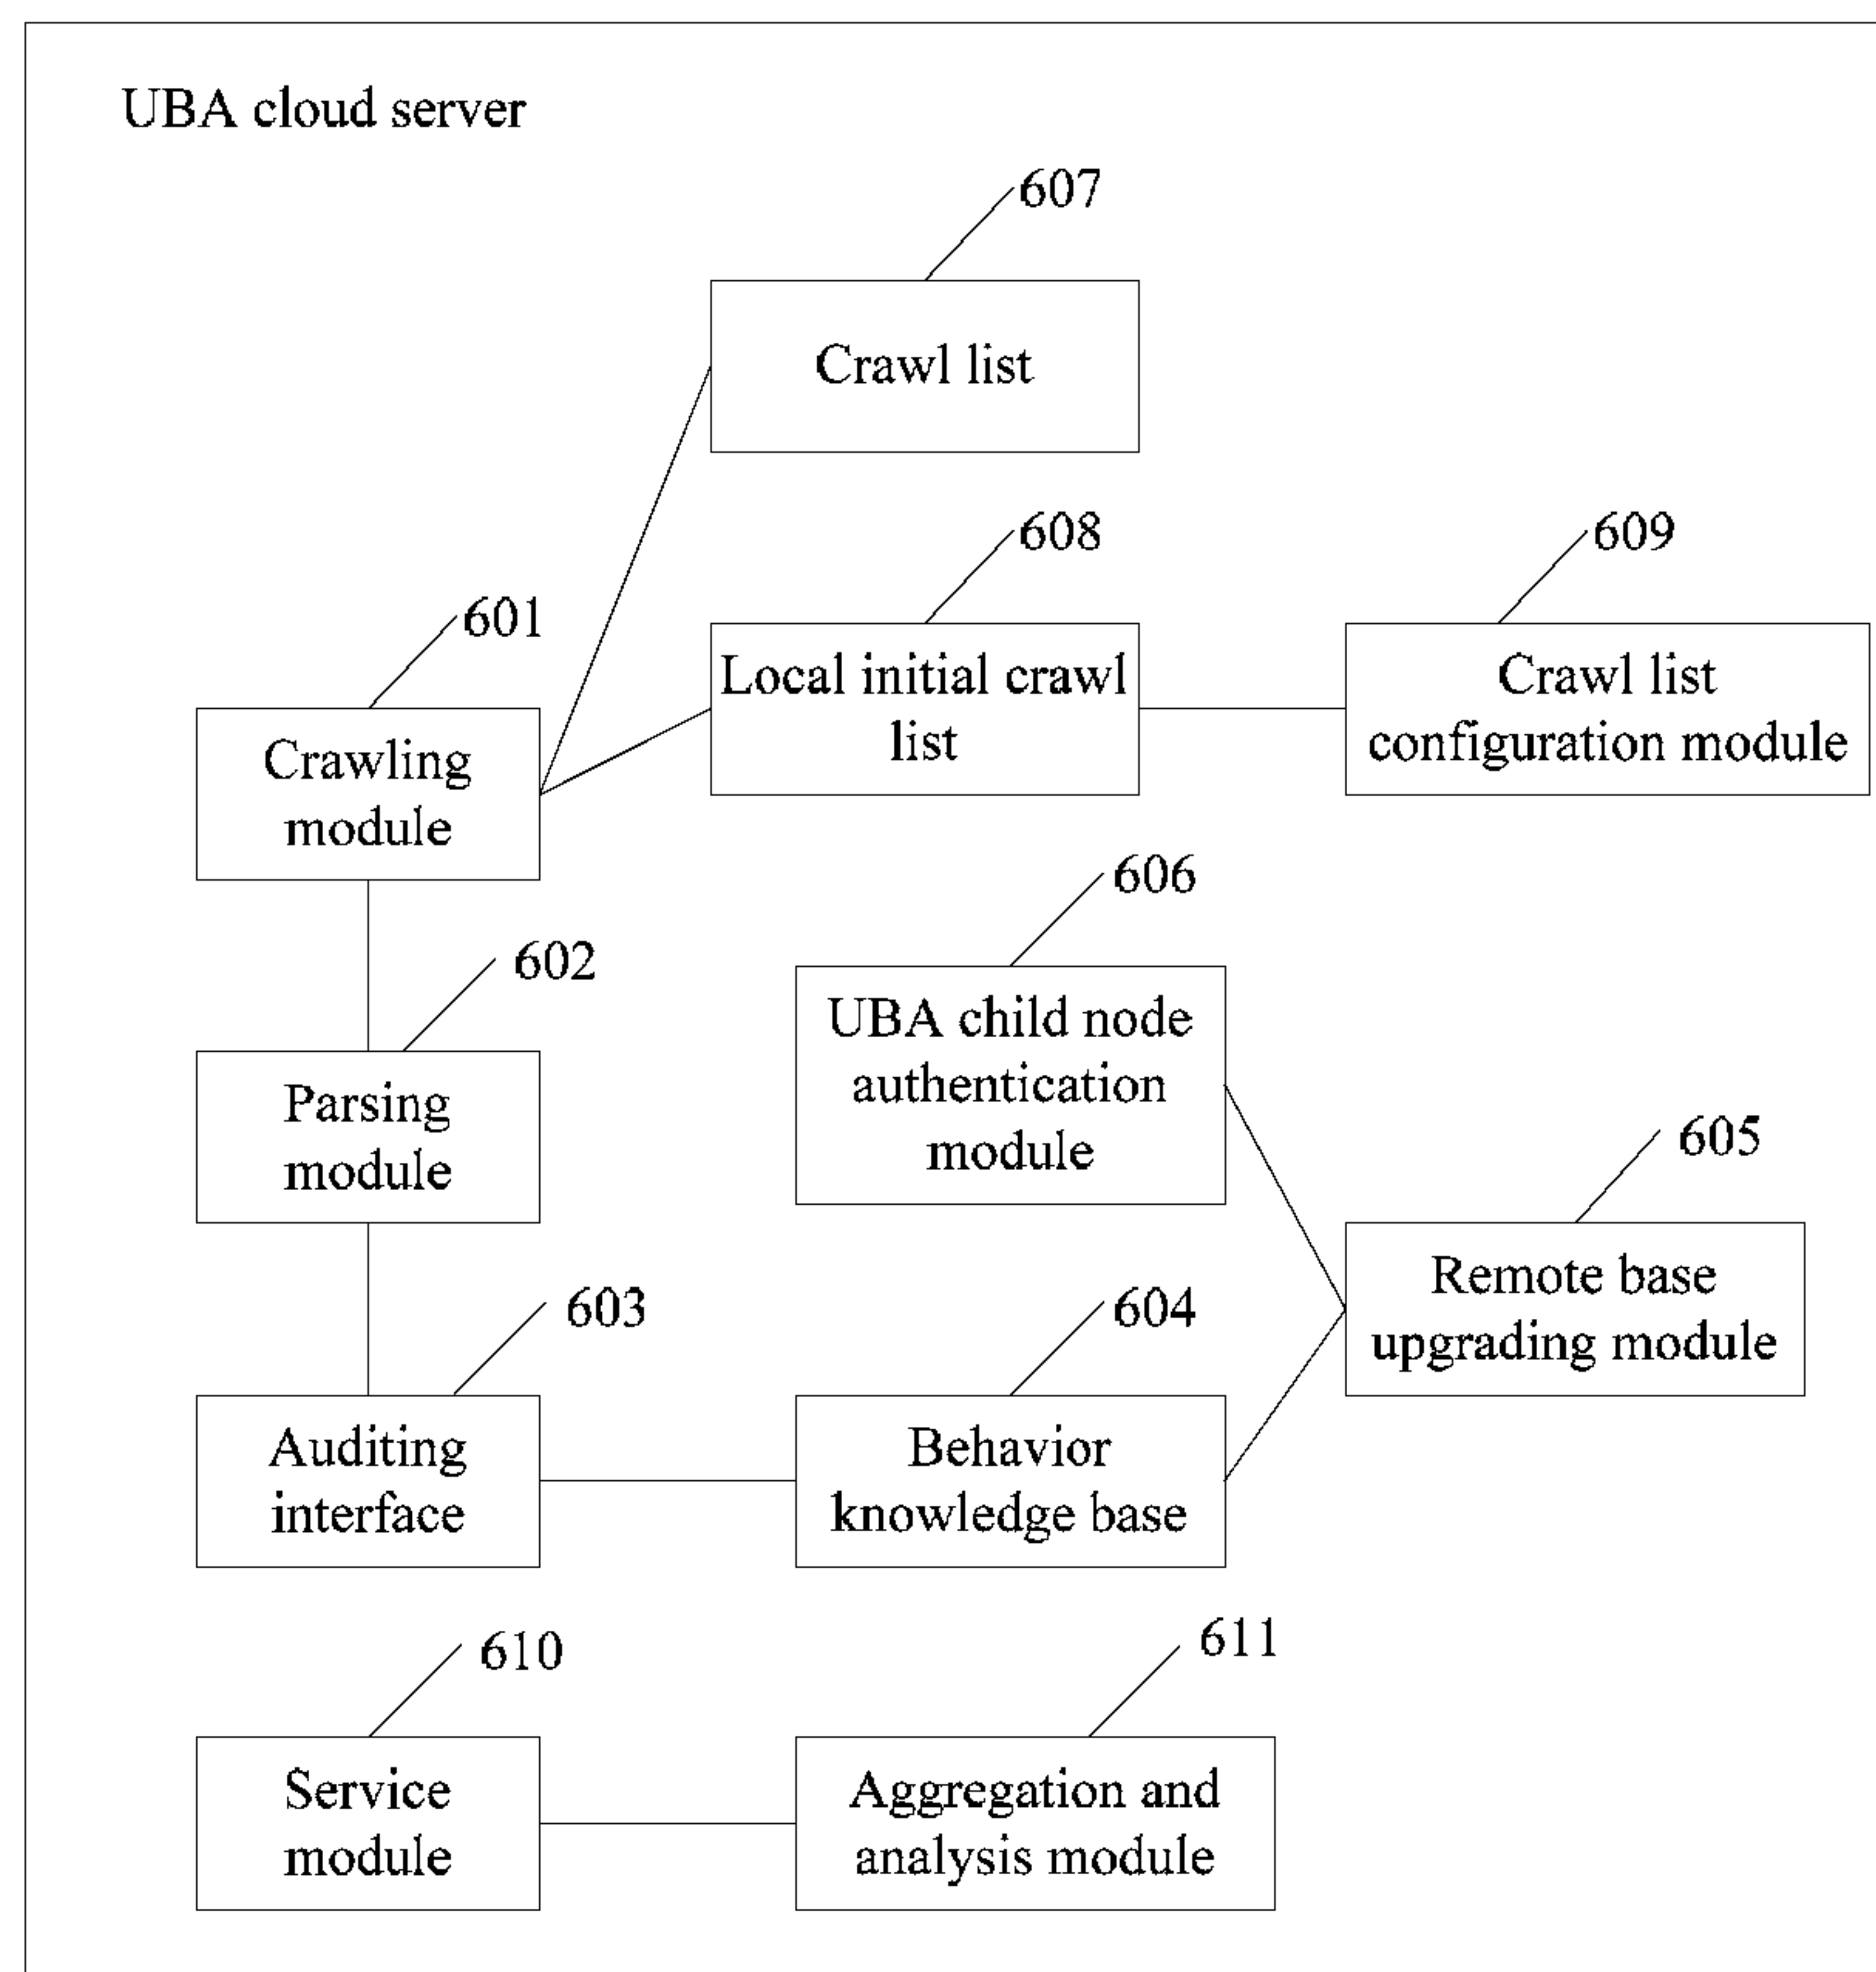 UBA cloud server
607
Crawl list
608
609
Local initial crawl
list
Crawl list
configuration module
601
Crawling
module
606
UBA child node
authentication
module
602
Parsing
module
605
Remote base
upgrading module
603
604
Auditing
interface
Behavior
knowledge base
610
611
Service
module
Aggregation and
analysis module